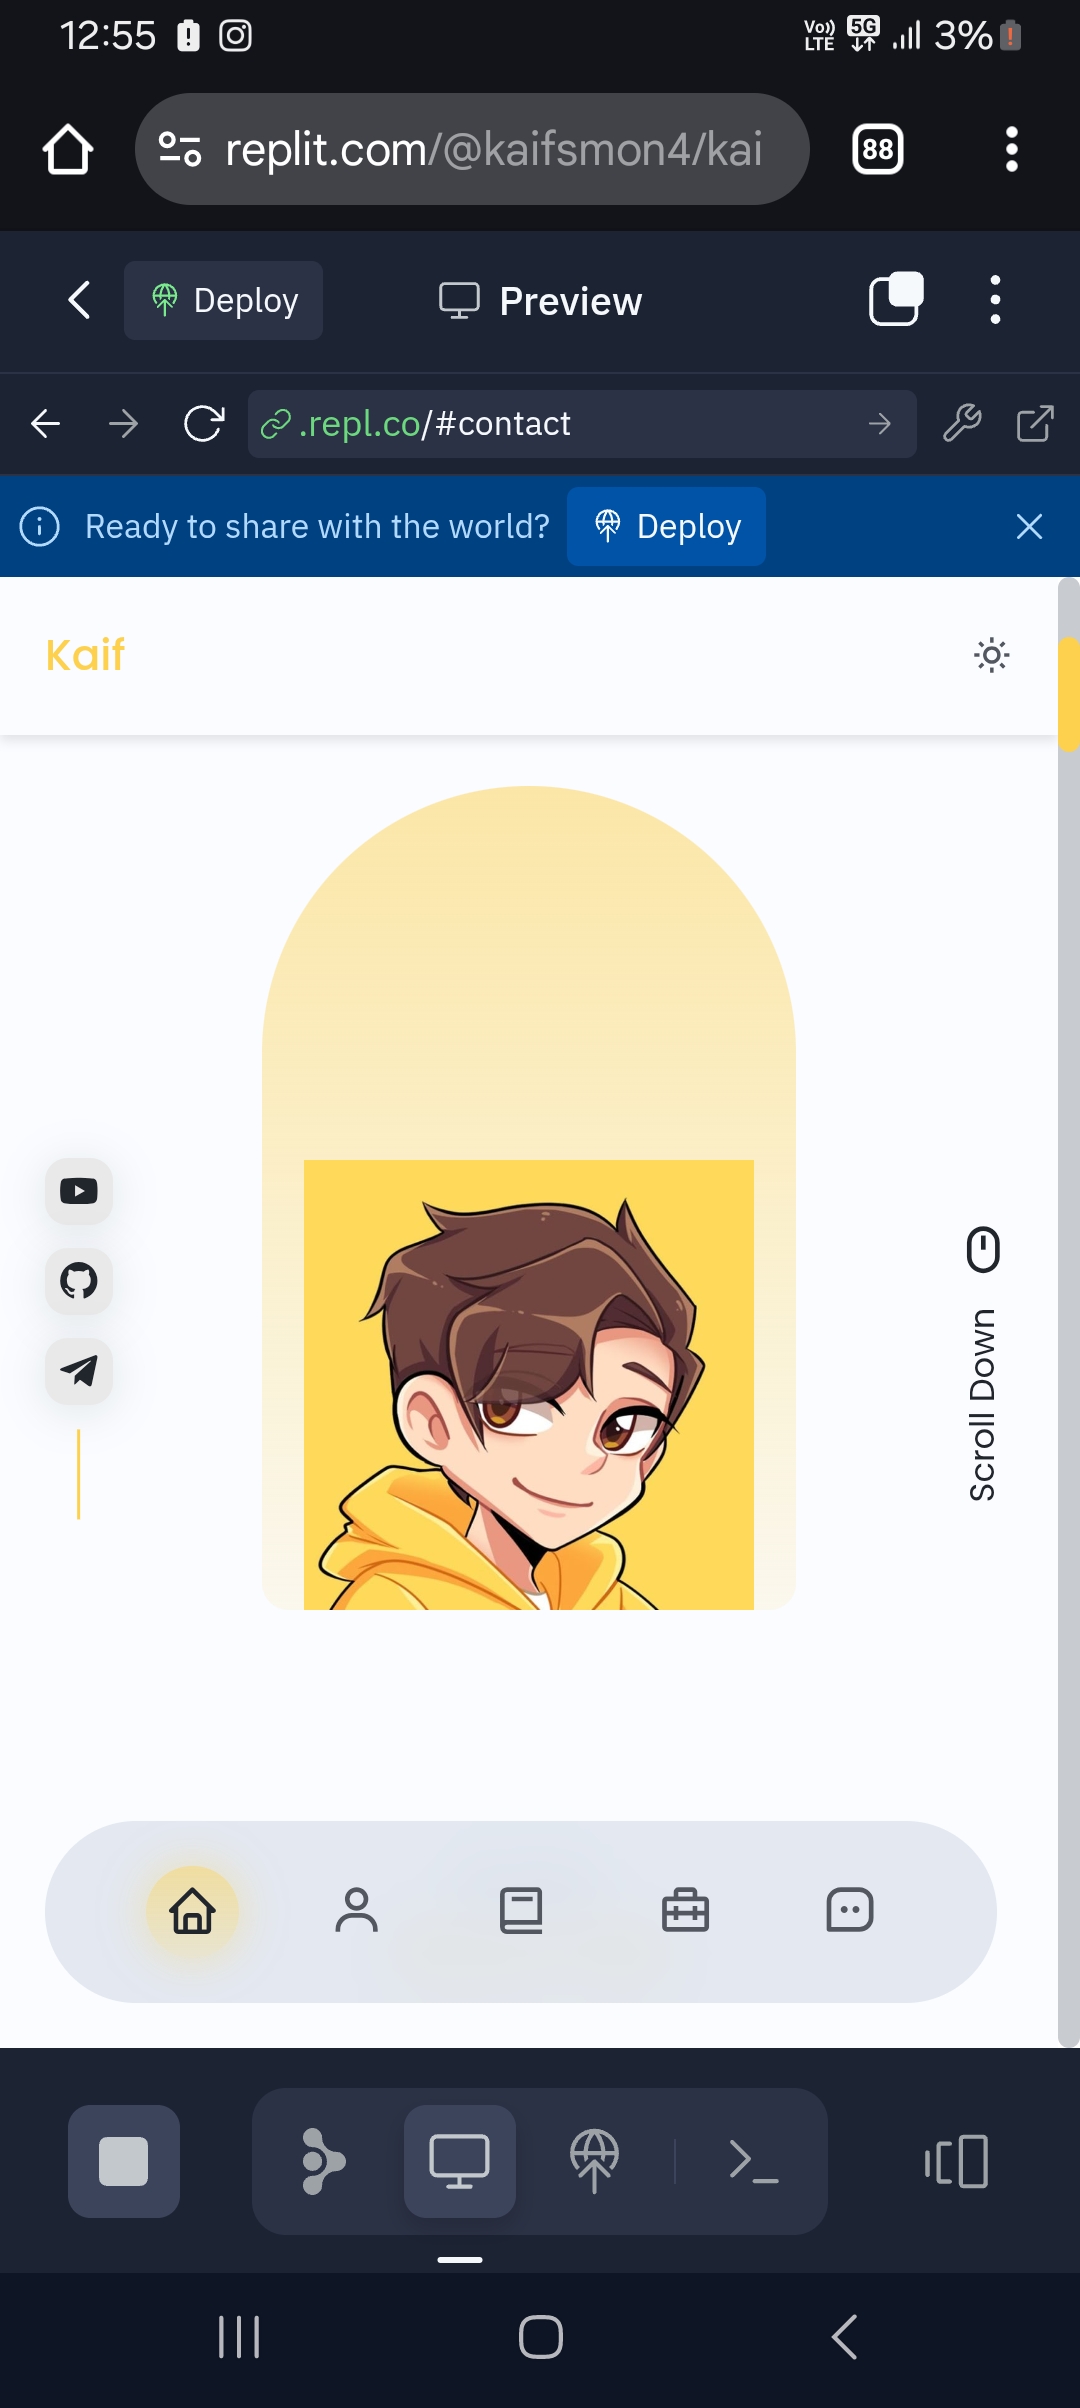 12:55
Vo)) LTE 5G 3%
replit.com/@kaifsmon4/kai
88
Deploy
Preview
.repl.co/#contact
Ready to share with the world?
Deploy
Kaif
Scroll Down